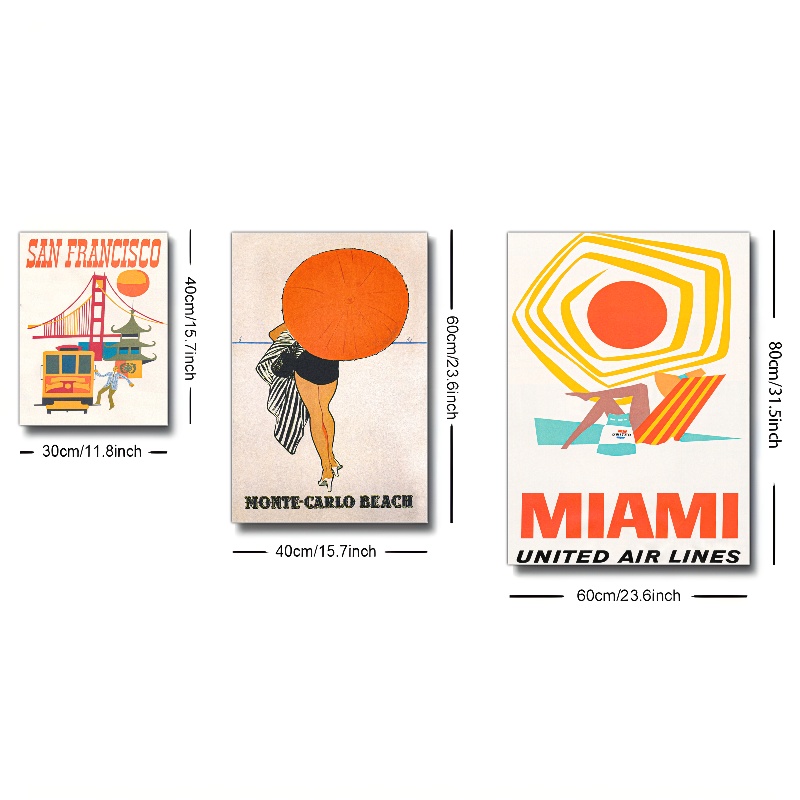 SAN FRANCISCO
40cm/15.7inch
30cm/11.8inch
MONTE-CARLO BEACH
60cm/23.6inch
40cm/15.7inch
UNITED
MIAMI
UNITED AIR LINES
80cm/31.5inch
60cm/23.6inch